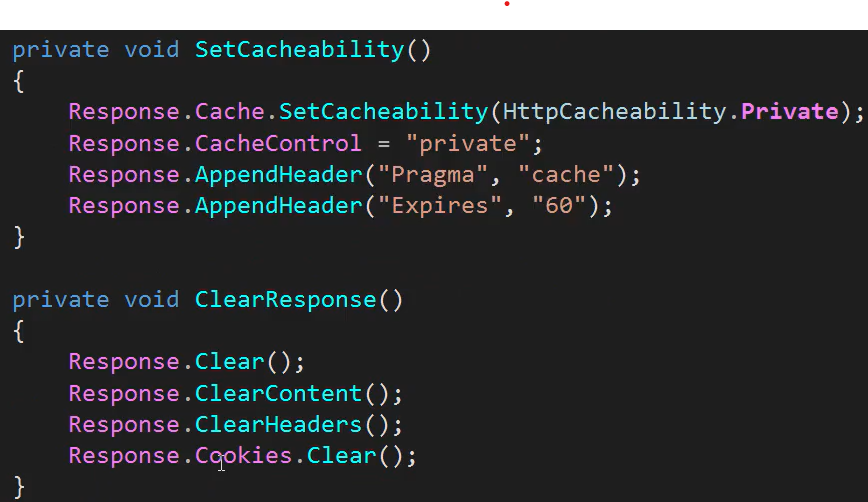 private void SetCacheability()
{
    Response.Cache.SetCacheability(HttpCacheability.Private);
    Response.CacheControl = "private";
    Response.AppendHeader("Pragma", "cache");
    Response.AppendHeader("Expires", "60");
}

private void ClearResponse()
{
    Response.Clear();
    Response.ClearContent();
    Response.ClearHeaders();
    Response.Cookies.Clear();
}